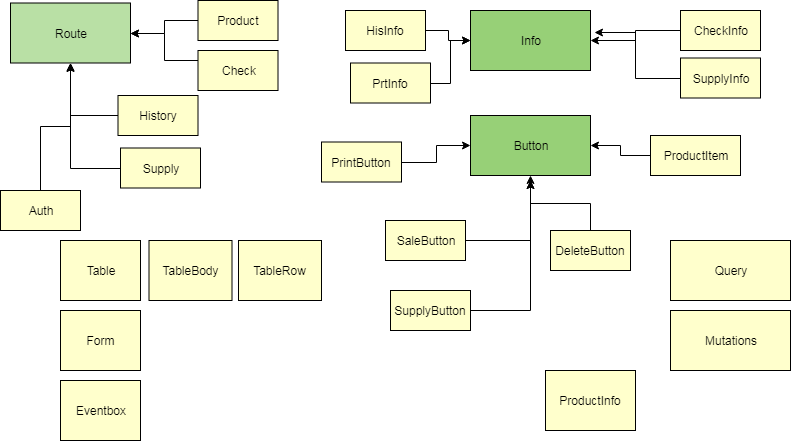 Route
Product
Check
History
Supply
Auth
HisInfo
PrtInfo
Info
CheckInfo
SupplyInfo
Button
PrintButton
ProductItem
SaleButton
DeleteButton
SupplyButton
Table
TableBody
TableRow
Form
Eventbox
Query
Mutations
ProductInfo